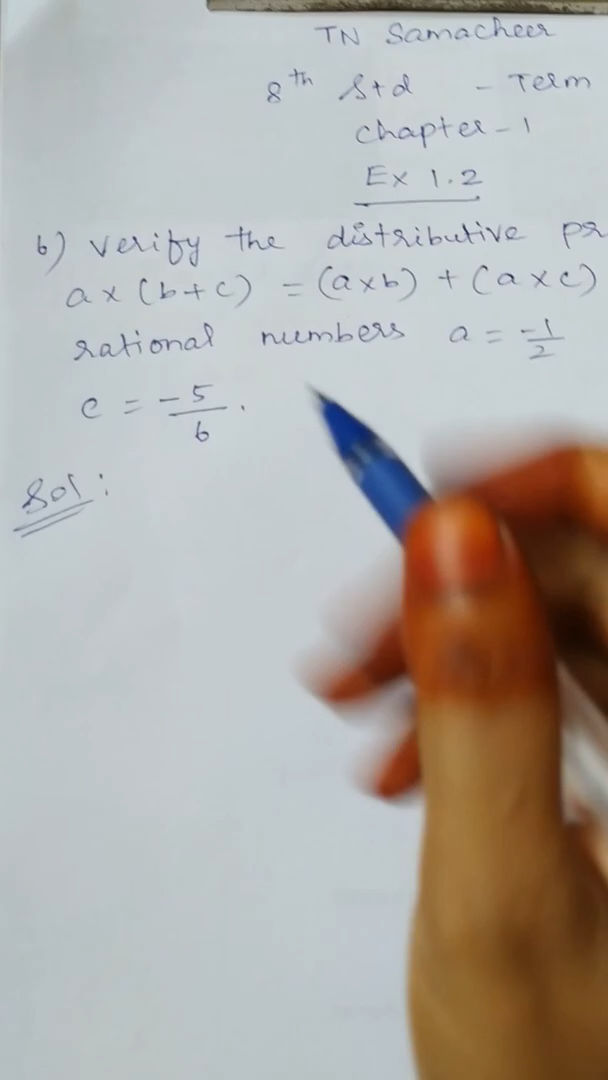 TN Samacheer
8th Std - Term
Chapter - 1
Ex 1.2
6) Verify the distributive pr
a × (b+c) = (a×b) + (a×c)
rational numbers a = -1/2
c = -5/6.
Sol: